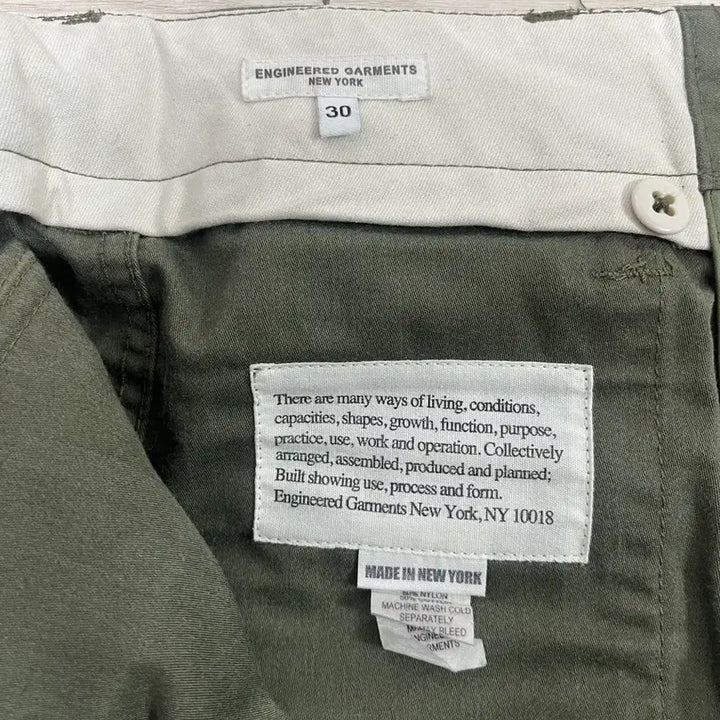 ENGINEERED GARMENTS
NEW YORK
30
There are many ways of living, conditions,
capacities, shapes, growth, function, purpose,
practice, use, work and operation. Collectively
arranged, assembled, produced and planned;
Built showing use, process and form.
Engineered Garments New York, NY 10018
MADE IN NEW YORK
NYLON
MACHINE WASH COLD
SEPARATELY
BLEED